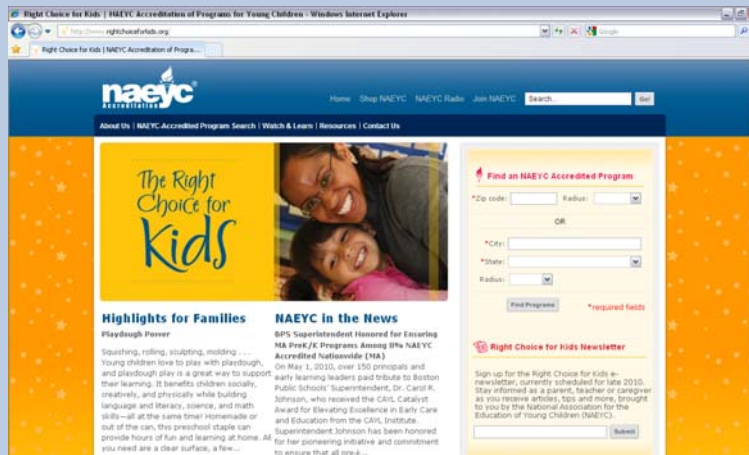 Right Choice for Kids | NAEYC Accreditation of Programs for Young Children - Windows Internet Explorer
http://www.rightchoiceforkids.org/
Google
Right Choice for Kids | NAEYC Accreditation of Progra...
naeyc
Accreditation
Home Shop NAEYC NAEYC Radio Join NAEYC Search... Go!
About Us | NAEYC-Accredited Program Search | Watch & Learn | Resources | Contact Us
The Right
Choice for
Kids
Highlights for Families
Playdough Power
Squishing, rolling, sculpting, molding . . .
Young children love to play with playdough,
and playdough play is a great way to support
their learning. It benefits children socially,
creatively, and physically while building
language and literacy, science, and math
skills—all at the same time! Homemade or
out of the can, this preschool staple can
provide hours of fun and learning at home. All
you need are a clear surface, a few...
NAEYC in the News
BPS Superintendent Honored for Ensuring
MA PreK/K Programs Among 8% NAEYC
Accredited Nationwide (MA)
On May 1, 2010, over 150 principals and
early learning leaders paid tribute to Boston
Public Schools' Superintendent, Dr. Carol R.
Johnson, who received the CAYL Catalyst
Award for Elevating Excellence in Early Care
and Education from the CAYL Institute.
Superintendent Johnson has been honored
for her pioneering initiative and commitment
to ensure that all pre-k...
Find an NAEYC Accredited Program
*Zip code: Radius:
OR
*City:
*State:
Radius:
Find Programs *required fields
Right Choice for Kids Newsletter
Sign up for the Right Choice for Kids e-
newsletter, currently scheduled for late 2010.
Stay informed as a parent, teacher or caregiver
as you receive articles, tips and more, brought
to you by the National Association for the
Education of Young Children (NAEYC).
Submit